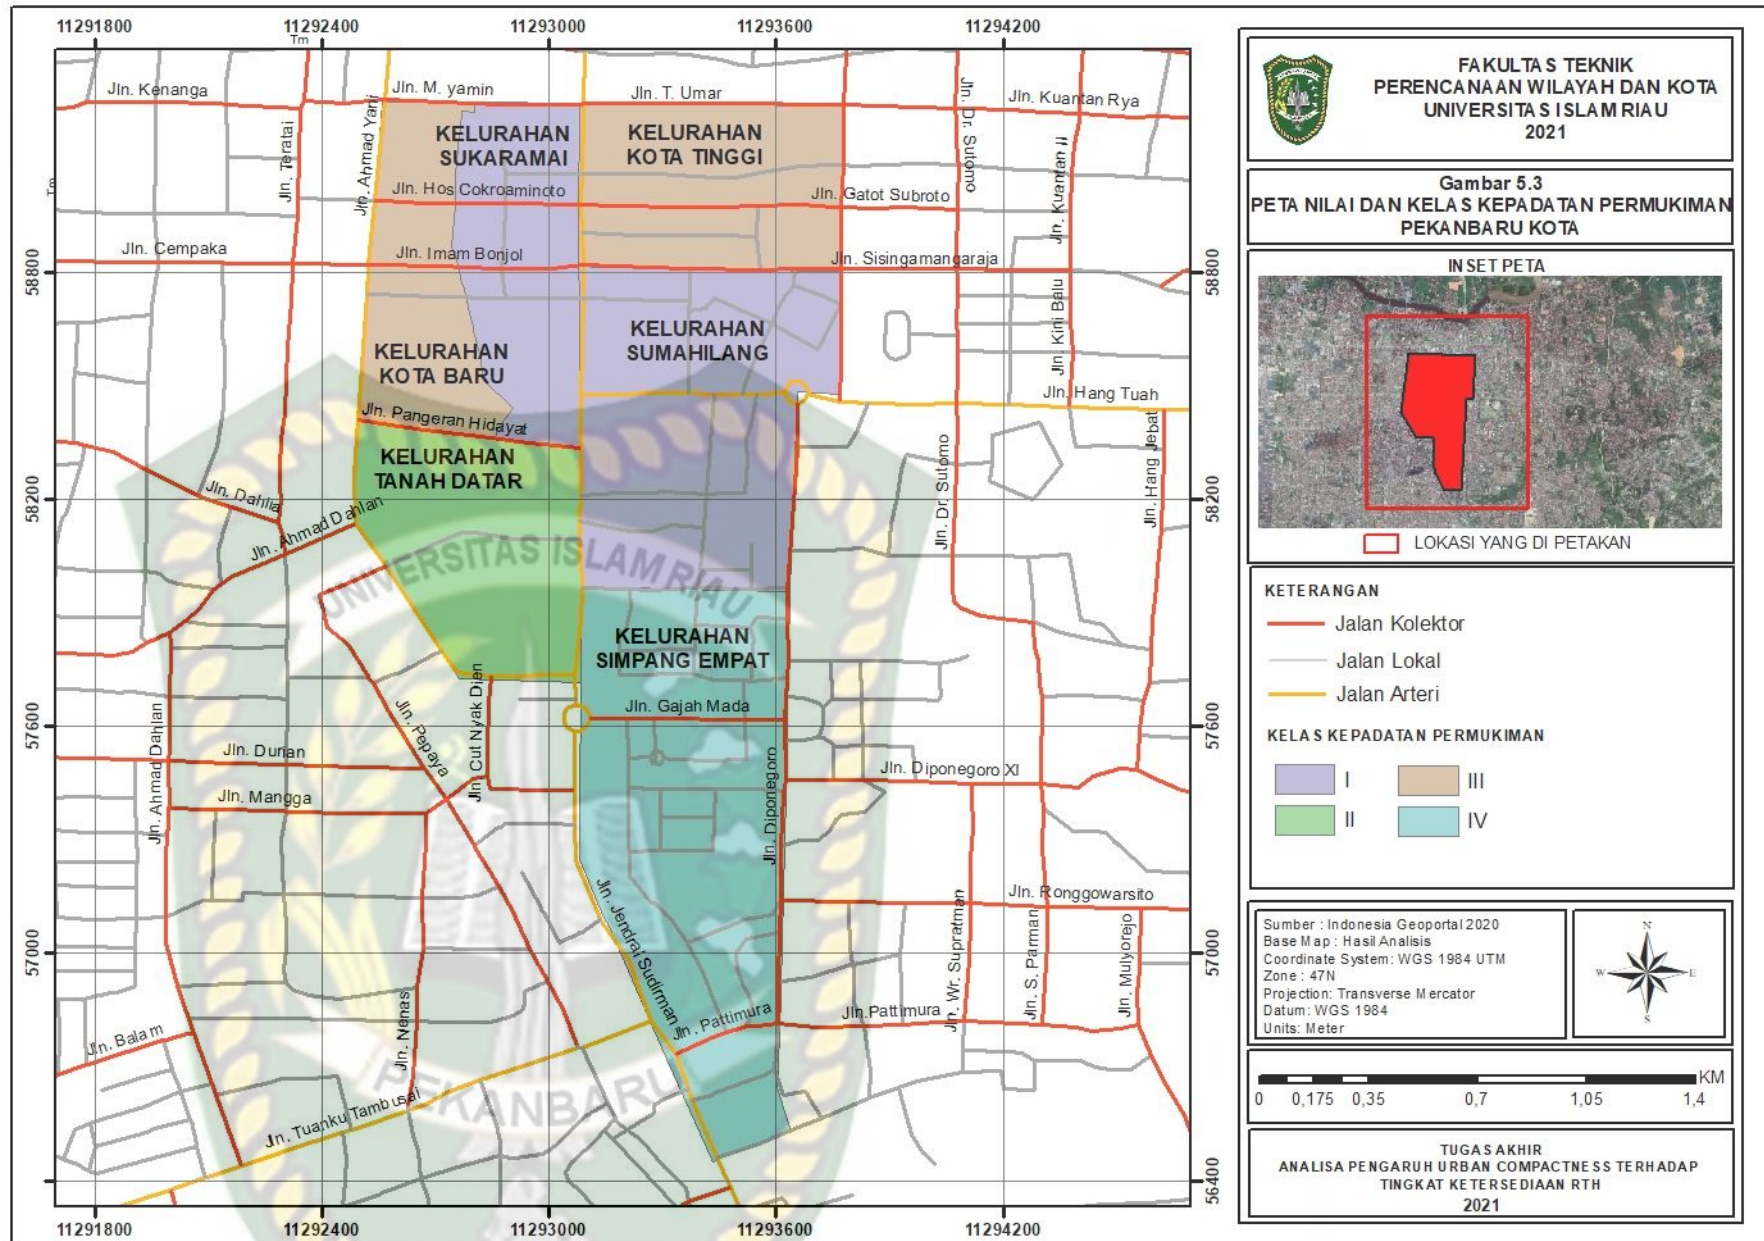 11291800 11292400 11293000 11293600 11294200
Tm
Jln. Kenanga
Jln. M. yamin
Jln. T. Umar
Jln. Kuantan Rya
Jln. Teratai
Jln. Ahmad Yani
Jln. Dr. Sutomo
Jln. Kuantan II
KELURAHAN
SUKARAMAI
KELURAHAN
KOTA TINGGI
Jln. Hos Cokroaminoto
Jln. Gatot Subroto
Jln. Cempaka
Jln. Imam Bonjol
Jln. Sisingamangaraja
58800
58800
Jln. Kini Balu
KELURAHAN
SUMAHILANG
KELURAHAN
KOTA BARU
Jln. Hang Tuah
Jln. Pangeran Hidayat
KELURAHAN
TANAH DATAR
Jln. Dahlia
Jln. Ahmad Dahlan
Jln. Dr. Sutomo
Jln. Hang Jebat
58200
58200
UNIVERSITAS ISLAM RIAU
KELURAHAN
SIMPANG EMPAT
Jln. Gajah Mada
Jln. Cut Nyak Dien
Jln. Pepaya
Jln. Ahmad Dahlan
57600
57600
Jln. Durian
Jln. Mangga
Jln. Diponegoro
Jln. Diponegoro XI
Jln. Ronggowarsito
Jln. Jendral Sudirman
Jln. Wr. Supratman
Jln. S. Parman
Jln. Mulyorejo
57000
57000
Jln. Pattimura
Jln.Pattimura
Jln. Balam
Jln. Nenas
PEKANBARU
Jn. Tuanku Tambusai
56400
11291800 11292400 11293000 11293600 11294200
FAKULTAS TEKNIK
PERENCANAAN WILAYAH DAN KOTA
UNIVERSITAS ISLAM RIAU
2021
Gambar 5.3
PETA NILAI DAN KELAS KEPADATAN PERMUKIMAN
PEKANBARU KOTA
INSET PETA
LOKASI YANG DI PETAKAN
KETERANGAN
Jalan Kolektor
Jalan Lokal
Jalan Arteri
KELAS KEPADATAN PERMUKIMAN
I III
II IV
Sumber : Indonesia Geoportal 2020
Base Map : Hasil Analisis
Coordinate System: WGS 1984 UTM
Zone : 47N
Projection: Transverse Mercator
Datum: WGS 1984
Units: Meter
N
W E
S
KM
0 0,175 0,35 0,7 1,05 1,4
TUGAS AKHIR
ANALISA PENGARUH URBAN COMPACTNESS TERHADAP
TINGKAT KETERSEDIAAN RTH
2021